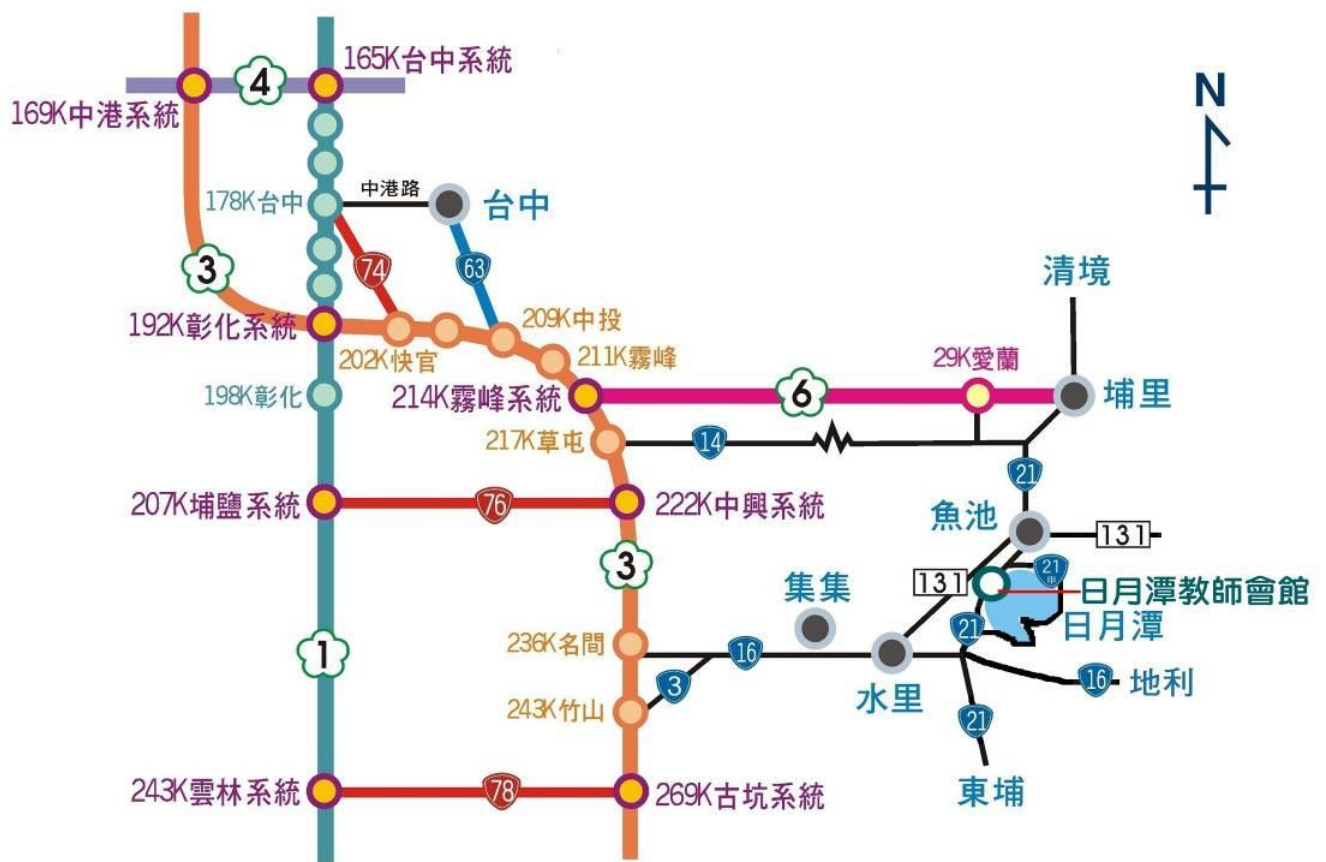 165K台中系統
4
N
169K中港系統
178K台中
中港路
台中
3
74
63
清境
192K彰化系統
209K中投
202K快官
211K霧峰
29K愛蘭
198K彰化
214K霧峰系統
6
埔里
217K草屯
14
21
207K埔鹽系統
76
222K中興系統
魚池
131
3
集集
131
21甲
日月潭教師會館
日月潭
21
236K名間
16
1
3
水里
16
地利
243K竹山
21
243K雲林系統
78
269K古坑系統
東埔